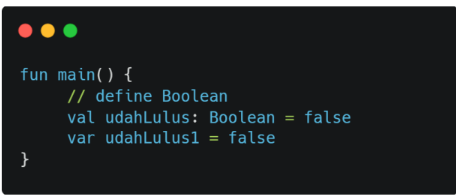 fun main() {
// define Boolean
val udahLulus: Boolean = false
var udahLulus1 = false
}